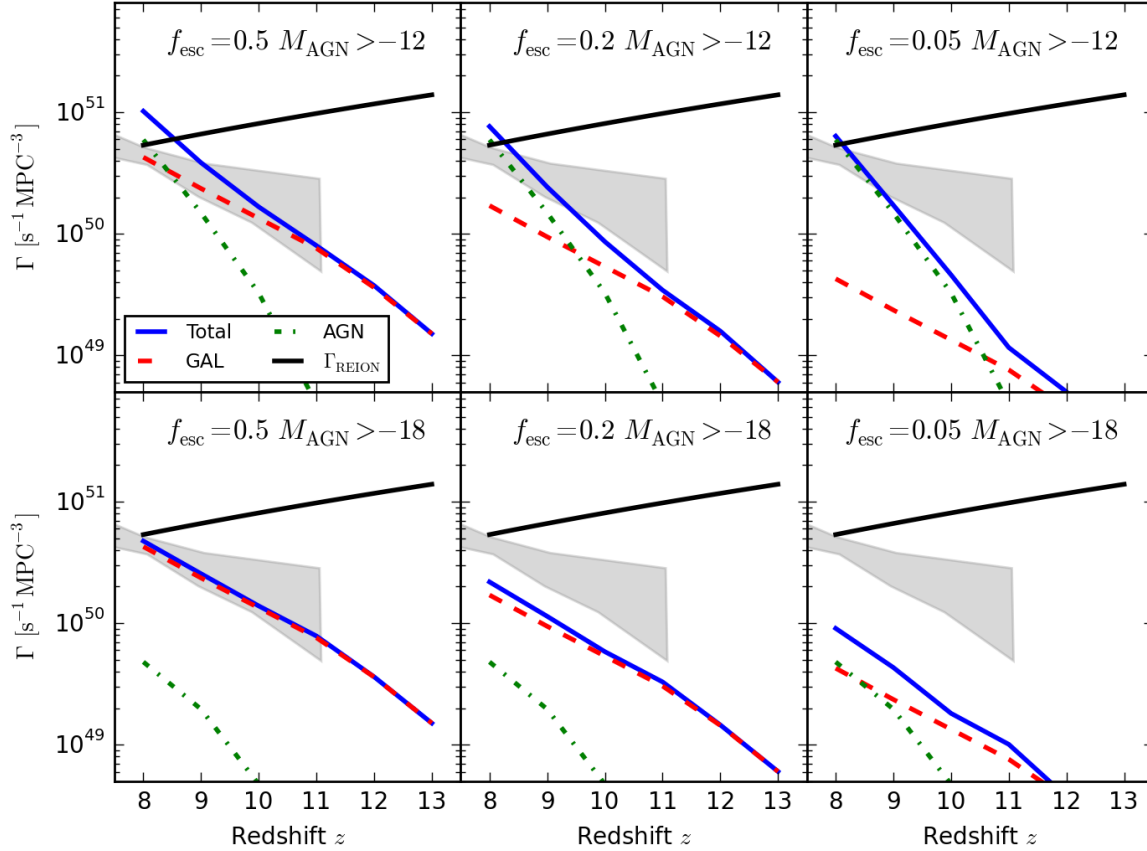 f_esc=0.5 M_AGN>−12
f_esc=0.2 M_AGN>−12
f_esc=0.05 M_AGN>−12
10^51
10^50
10^49
Γ [s^−1 MPC^−3]
Total
GAL
AGN
Γ_REION
f_esc=0.5 M_AGN>−18
f_esc=0.2 M_AGN>−18
f_esc=0.05 M_AGN>−18
10^51
10^50
10^49
Γ [s^−1 MPC^−3]
8 9 10 11 12 13
8 9 10 11 12 13
8 9 10 11 12 13
Redshift z
Redshift z
Redshift z